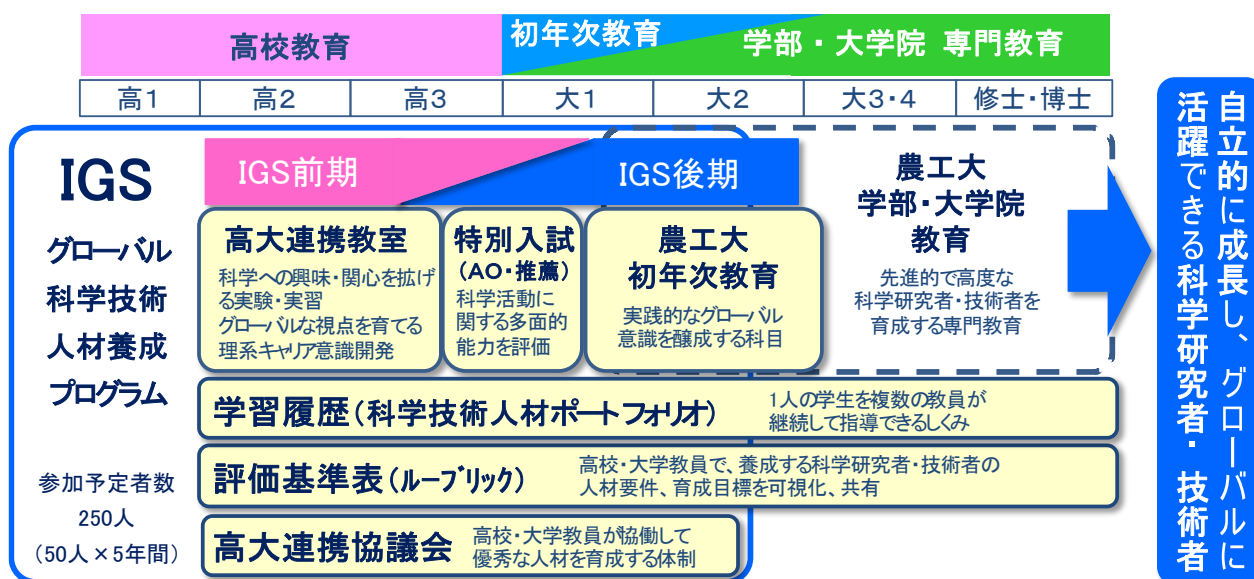 高校教育
初年次教育
学部・大学院 専門教育
高1
高2
高3
大1
大2
大3・4
修士・博士
IGS
グローバル
科学技術
人材養成
プログラム
参加予定者数
250人
(50人×5年間)
IGS前期
IGS後期
高大連携教室
科学への興味・関心を拡げ
る実験・実習
グローバルな視点を育てる
理系キャリア意識開発
特別入試
(AO・推薦)
科学活動に
関する多面的
能力を評価
農工大
初年次教育
実践的なグローバル
意識を醸成する科目
農工大
学部・大学院
教育
先進的で高度な
科学研究者・技術者を
育成する専門教育
学習履歴(科学技術人材ポートフォリオ)
1人の学生を複数の教員が
継続して指導できるしくみ
評価基準表(ルーブリック)
高校・大学教員で、養成する科学研究者・技術者の
人材要件、育成目標を可視化、共有
高大連携協議会
高校・大学教員が協働して
優秀な人材を育成する体制
自立的に成長し、グローバルに
活躍できる科学研究者・技術者